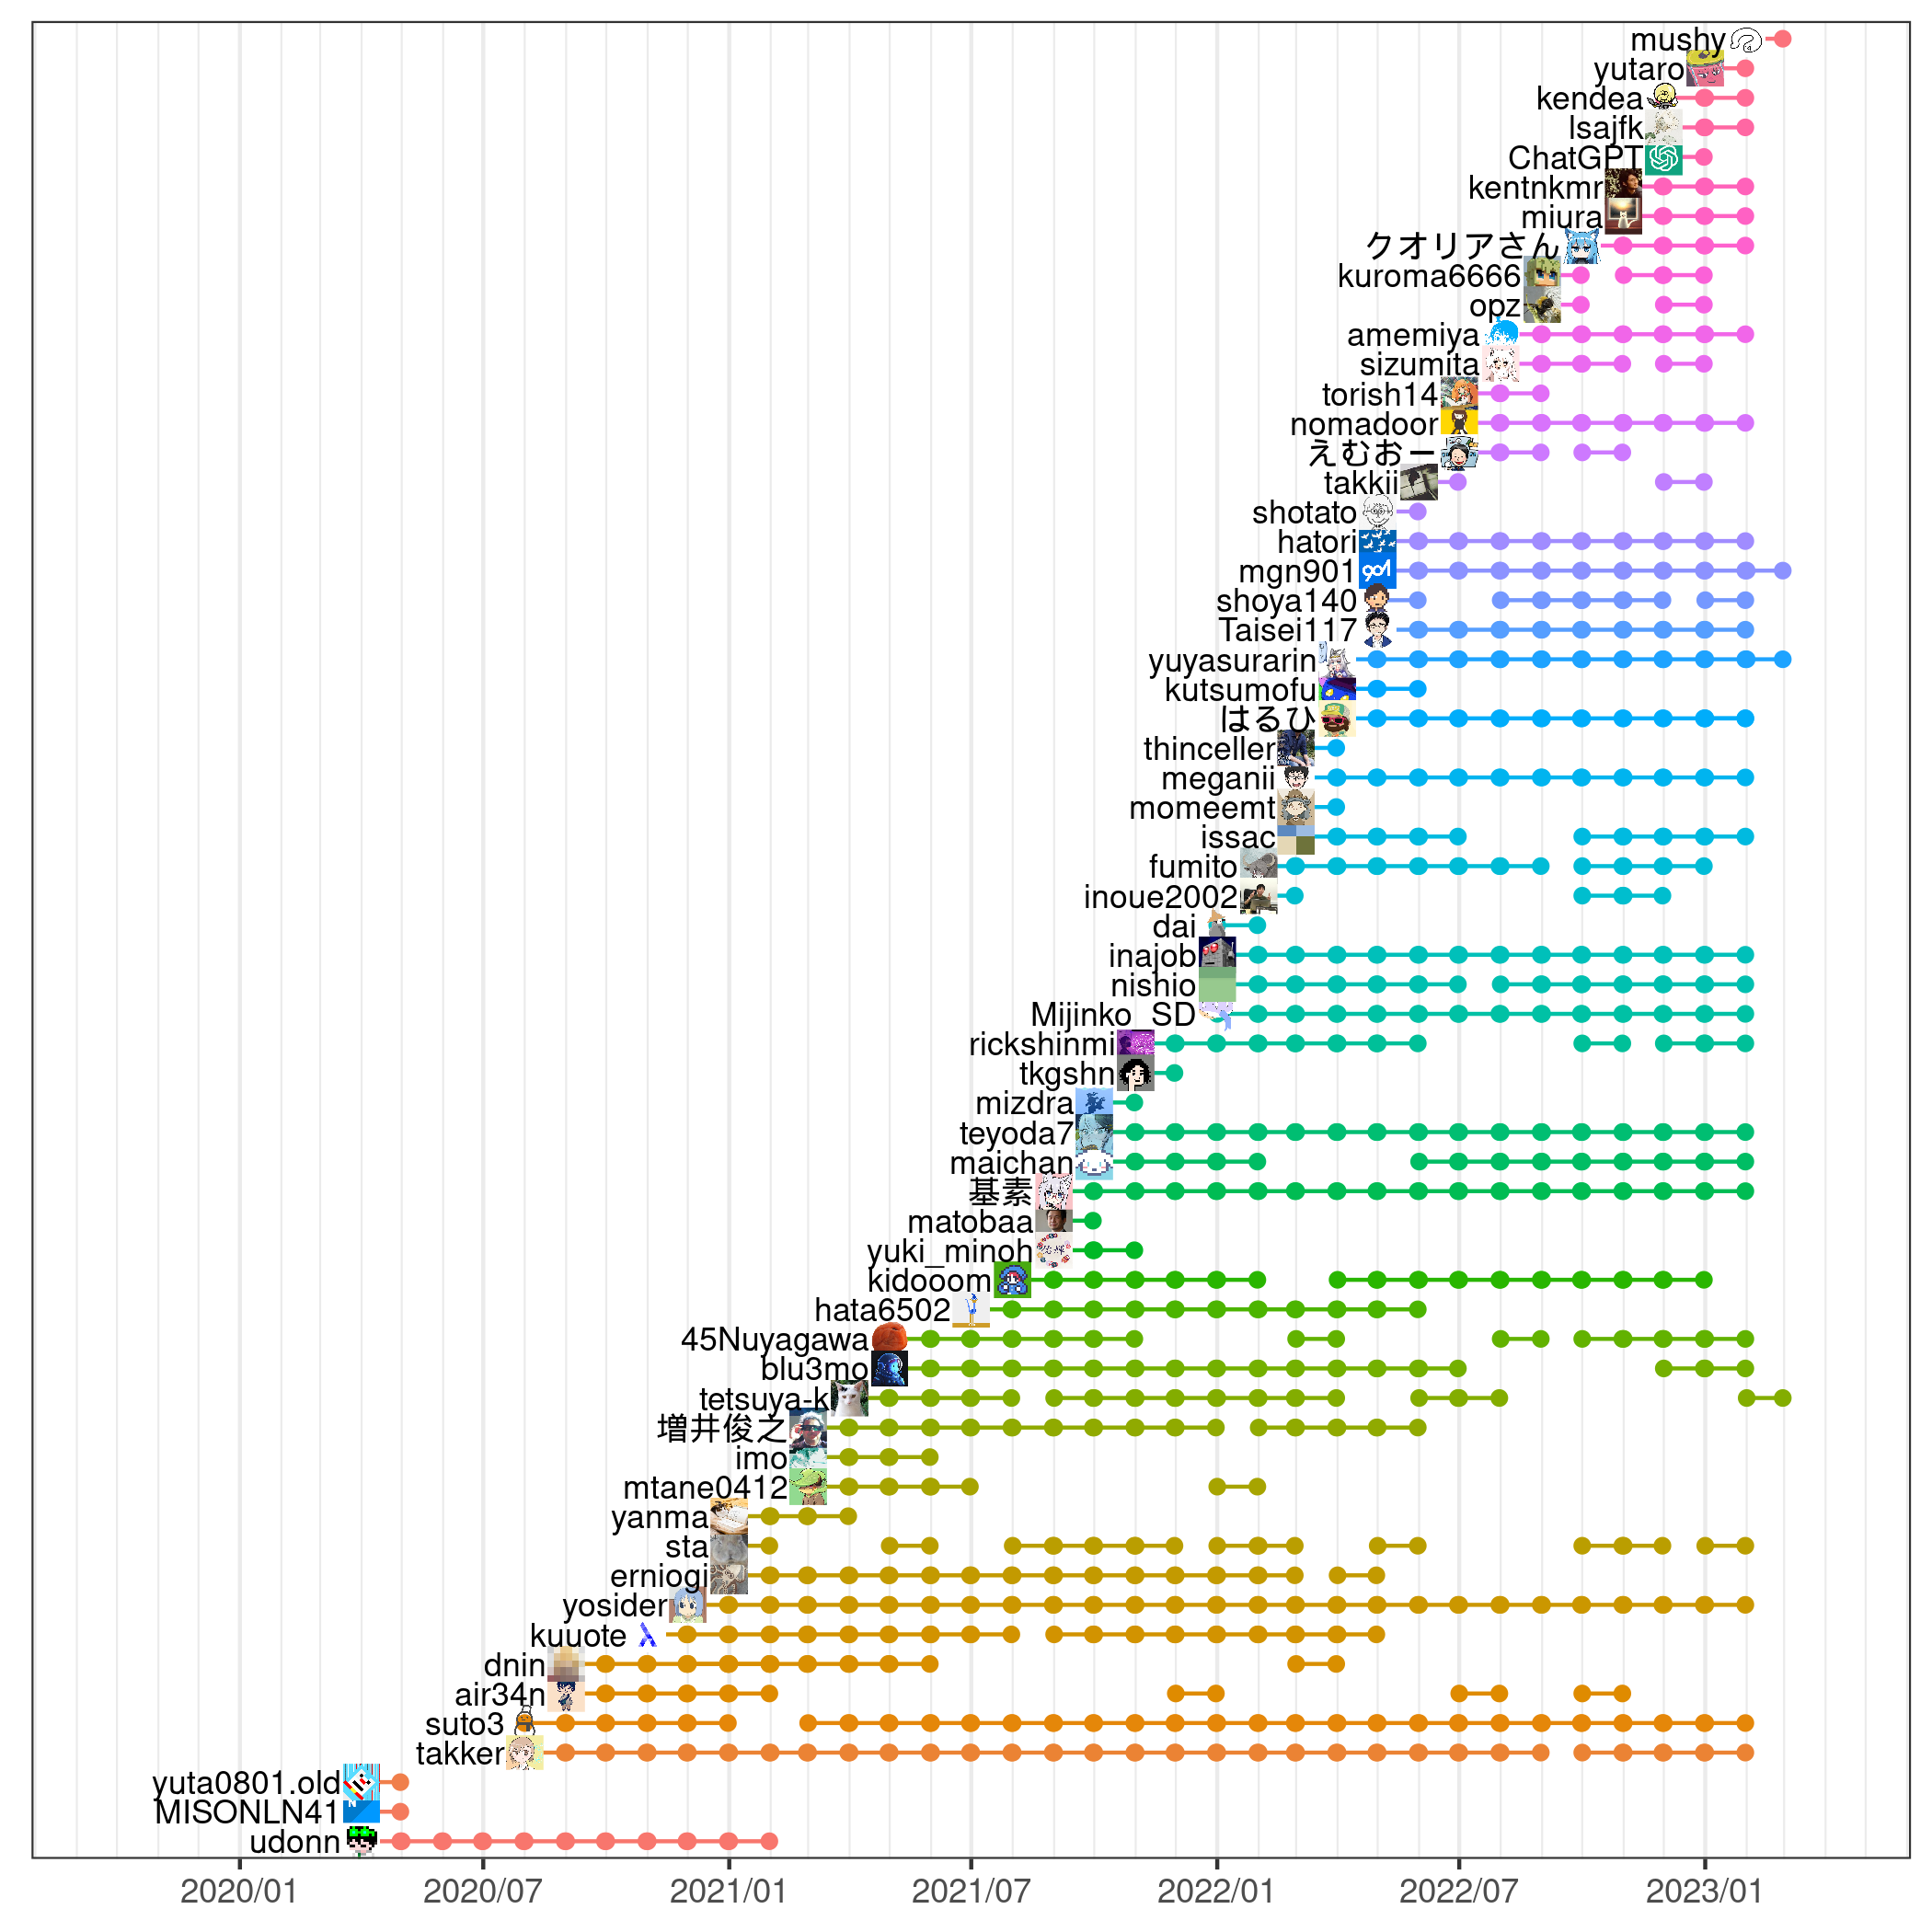 mushy
yutaro
kendea
lsajfk
ChatGPT
kentnkmr
miura
クオリアさん
kuroma6666
opz
amemiya
sizumita
torish14
nomadoor
えむおー
takkii
shotato
hatori
mgn901
901
shoya140
Taisei117
yuyasurarin
kutsumofu
はるひ
thinceller
meganii
momeemt
issac
fumito
inoue2002
dai
inajob
nishio
Mijinko_SD
rickshinmi
tkgshn
mizdra
teyoda7
maichan
基素
matobaa
yuki_minoh
kidooom
hata6502
45Nuyagawa
blu3mo
tetsuya-k
増井俊之
imo
mtane0412
yanma
sta
erniogi
yosider
kuuote
dnin
air34n
suto3
takker
yuta0801.old
MISONLN41
N
udonn
2020/01 2020/07 2021/01 2021/07 2022/01 2022/07 2023/01